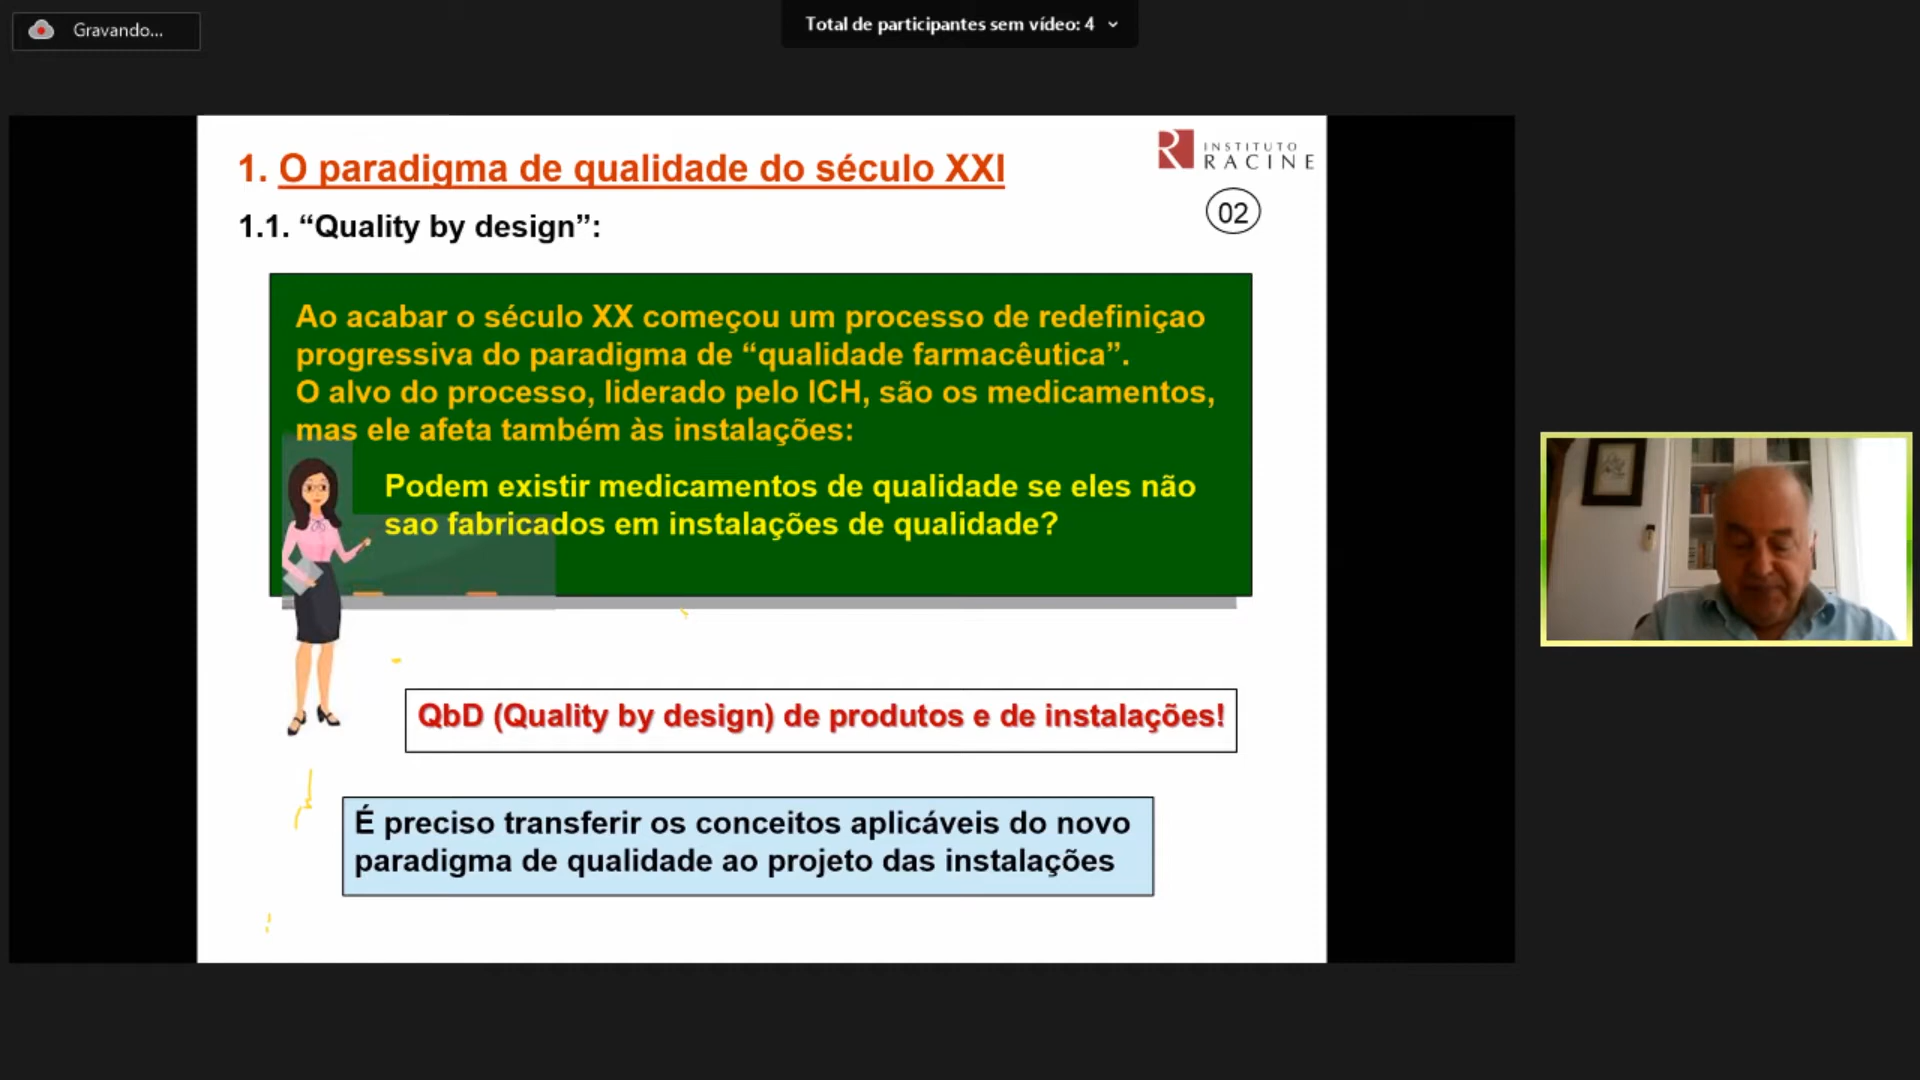 Gravando...
Total de participantes sem vídeo: 4
1. O paradigma de qualidade do século XXI
INSTITUTO
RACINE
02
1.1. “Quality by design”:
Ao acabar o século XX começou um processo de redefiniçao
progressiva do paradigma de “qualidade farmacêutica”.
O alvo do processo, liderado pelo ICH, são os medicamentos,
mas ele afeta também às instalações:
Podem existir medicamentos de qualidade se eles não
sao fabricados em instalações de qualidade?
QbD (Quality by design) de produtos e de instalações!
É preciso transferir os conceitos aplicáveis do novo
paradigma de qualidade ao projeto das instalações